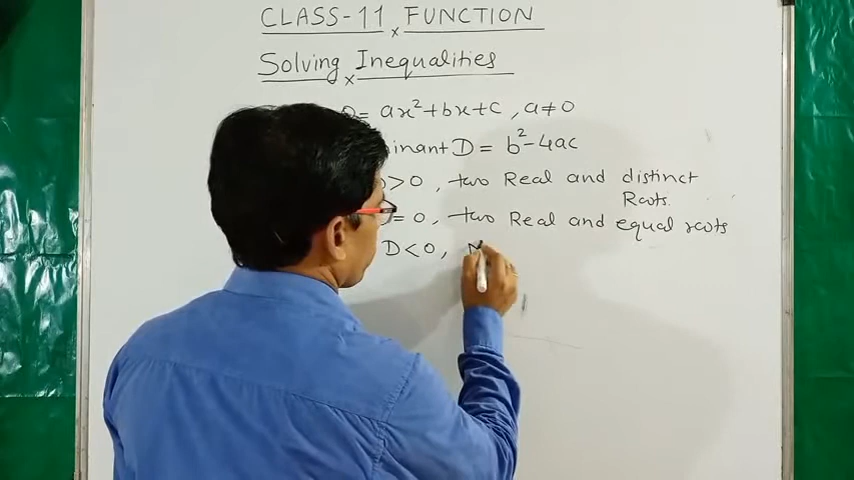 CLASS-11 FUNCTION
Solving Inequalities
0 = ax²+bx+c, a≠0
inant D = b²-4ac
>0, two Real and distinct
Roots.
= 0, two Real and equal roots
D<0, N